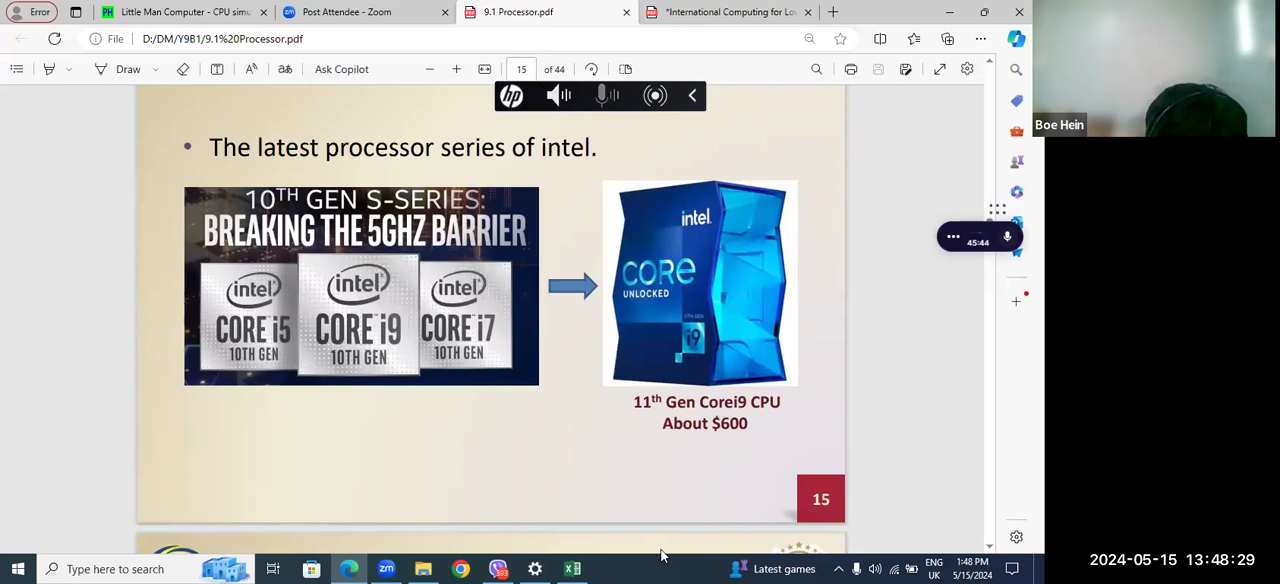 Error
Little Man Computer - CPU simu
Post Attendee - Zoom
9.1 Processor.pdf
"International Computing for Lov
File
D:/DM/Y9B1/9.1%20Processor.pdf
Draw
Ask Copilot
15
of 44
hp
Boe Hein
• The latest processor series of intel.
10TH GEN S-SERIES:
BREAKING THE 5GHZ BARRIER
intel
CORE i5
10TH GEN
intel
CORE i9
10TH GEN
intel
CORE i7
10TH GEN
intel.
CORE
UNLOCKED
i9
11th Gen Corei9 CPU
About $600
15
45:44
Type here to search
Latest games
ENG
UK
1:48 PM
5/15/2024
2024-05-15 13:48:29